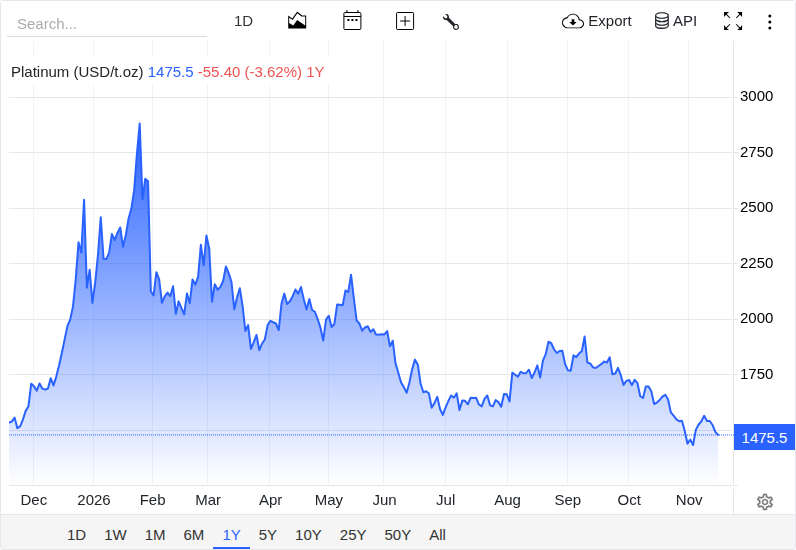 Search... 1D Export API
Platinum (USD/t.oz) 1475.5 -55.40 (-3.62%) 1Y
3000
2750
2500
2250
2000
1750
1475.5
Dec 2026 Feb Mar Apr May Jun Jul Aug Sep Oct Nov
1D 1W 1M 6M 1Y 5Y 10Y 25Y 50Y All